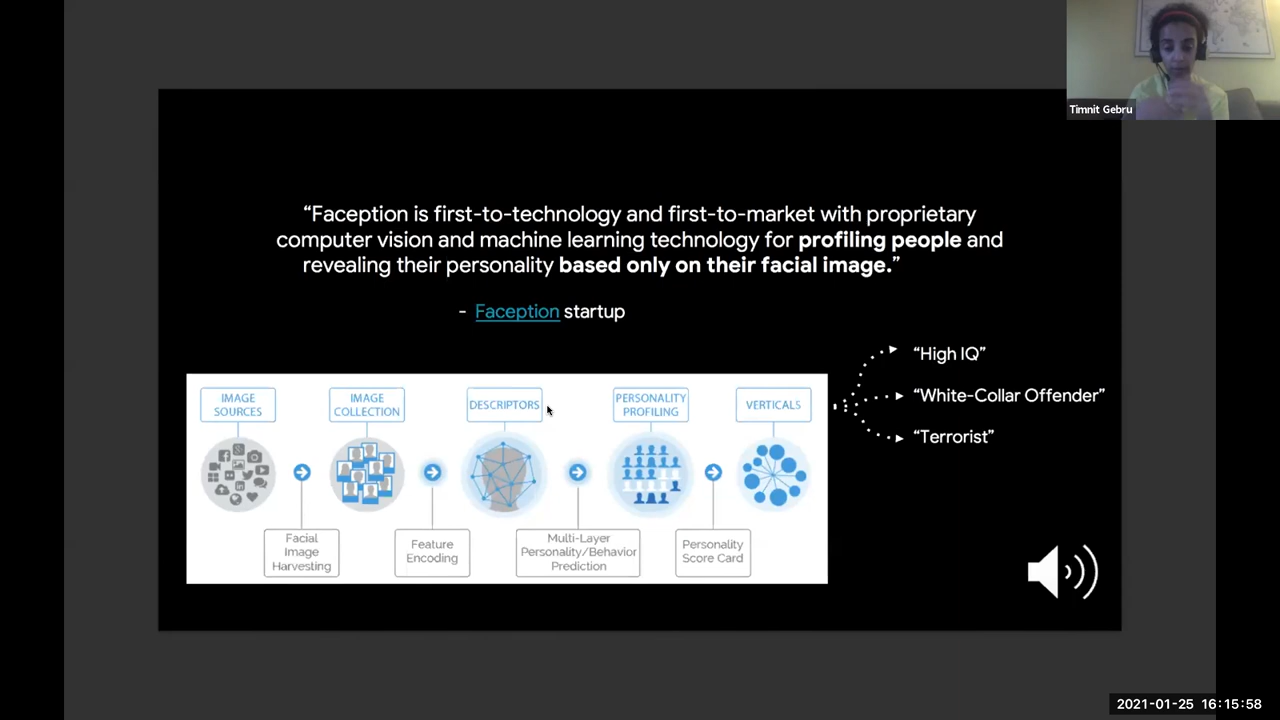 Timnit Gebru
“Faception is first-to-technology and first-to-market with proprietary
computer vision and machine learning technology for profiling people and
revealing their personality based only on their facial image.”
- Faception startup
“High IQ”
“White-Collar Offender”
“Terrorist”
IMAGE
SOURCES
IMAGE
COLLECTION
DESCRIPTORS
PERSONALITY
PROFILING
VERTICALS
Facial
Image
Harvesting
Feature
Encoding
Multi-Layer
Personality/Behavior
Prediction
Personality
Score Card
2021-01-25 16:15:58